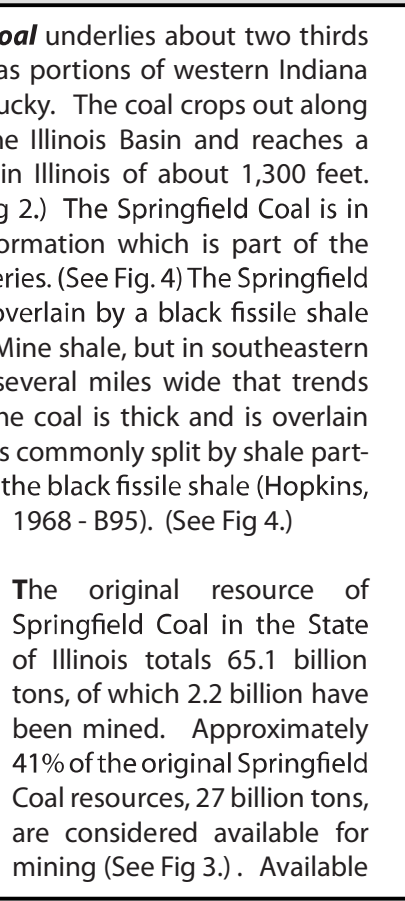 oal underlies about two thirds
as portions of western Indiana
ucky. The coal crops out along
ne Illinois Basin and reaches a
in Illinois of about 1,300 feet.
g 2.) The Springfield Coal is in
ormation which is part of the
eries. (See Fig. 4) The Springfield
overlain by a black fissile shale
Mine shale, but in southeastern
several miles wide that trends
ne coal is thick and is overlain
s commonly split by shale part-
the black fissile shale (Hopkins,
1968 - B95). (See Fig 4.)
The original resource of
Springfield Coal in the State
of Illinois totals 65.1 billion
tons, of which 2.2 billion have
been mined. Approximately
41% of the original Springfield
Coal resources, 27 billion tons,
are considered available for
mining (See Fig 3.) . Available